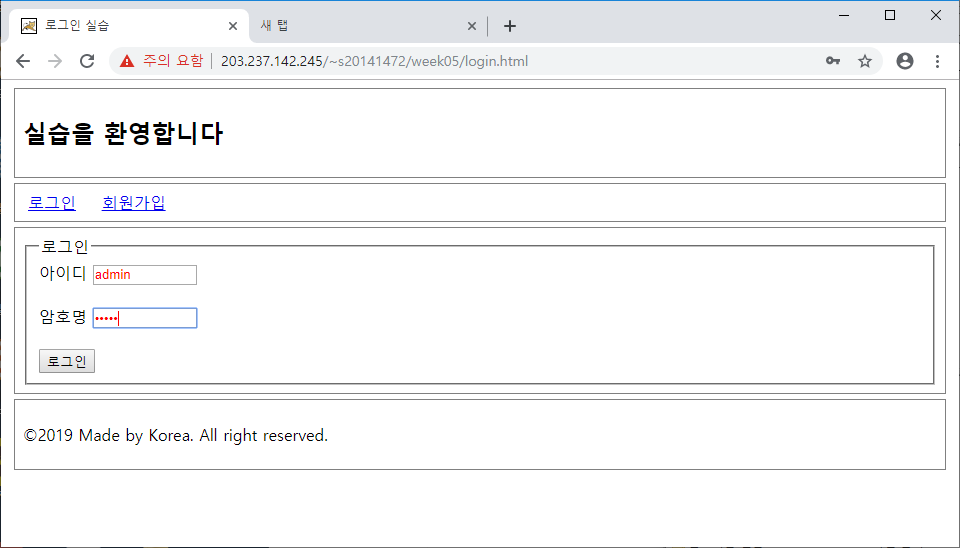 로그인 실습
새 탭
주의 요함 203.237.142.245/~s20141472/week05/login.html
실습을 환영합니다
로그인 회원가입
로그인
아이디 admin
암호명 •••••
로그인
©2019 Made by Korea. All right reserved.